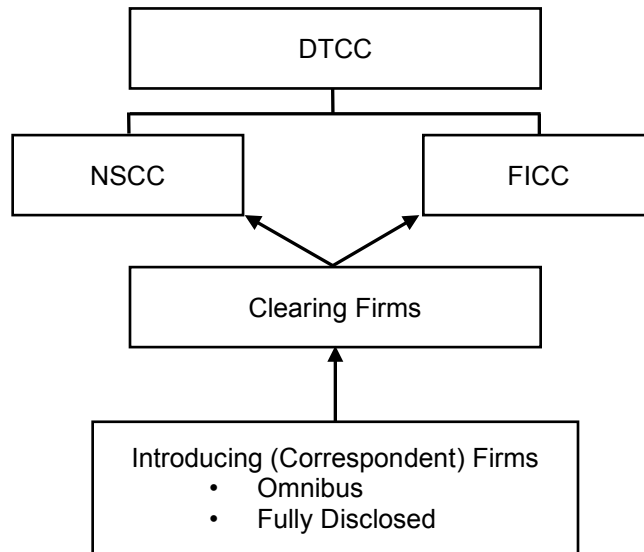 DTCC
NSCC
FICC
Clearing Firms
Introducing (Correspondent) Firms
• Omnibus
• Fully Disclosed